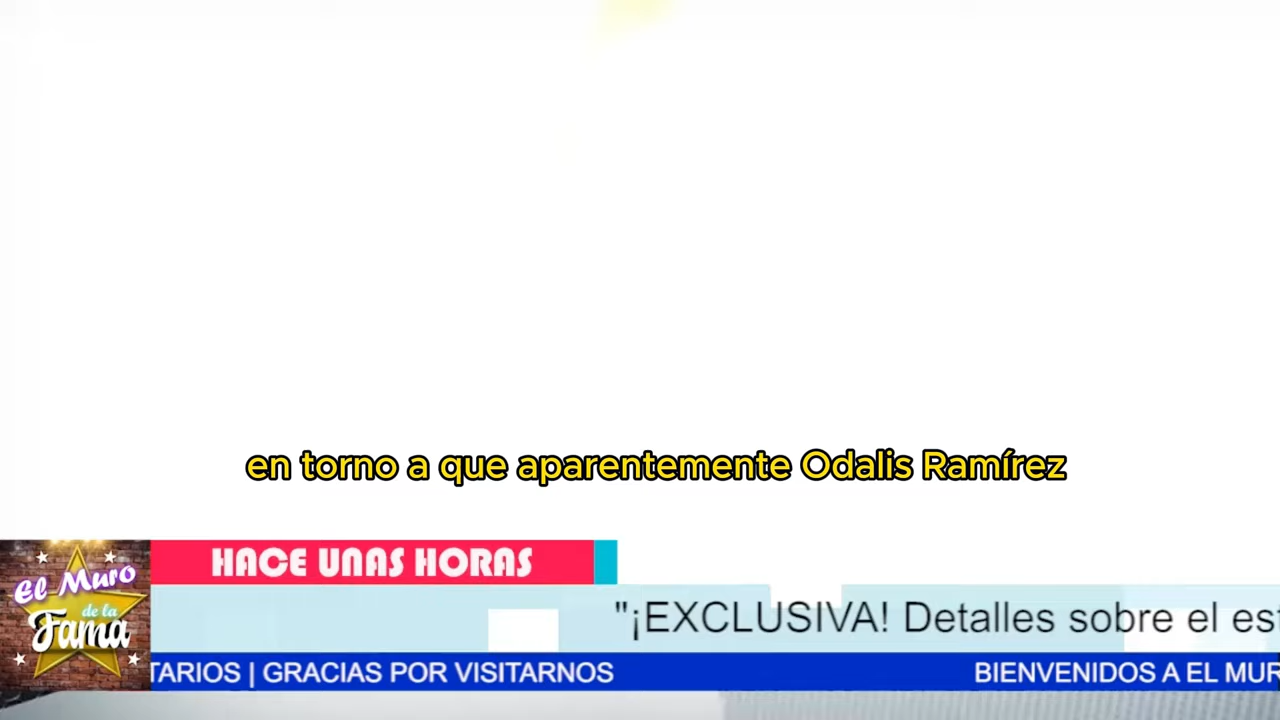 en torno a que aparentemente Odalis Ramírez
HACE UNAS HORAS
El Muro
de la
Fama
"¡EXCLUSIVA! Detalles sobre el es
TARIOS | GRACIAS POR VISITARNOS
BIENVENIDOS A EL MUR